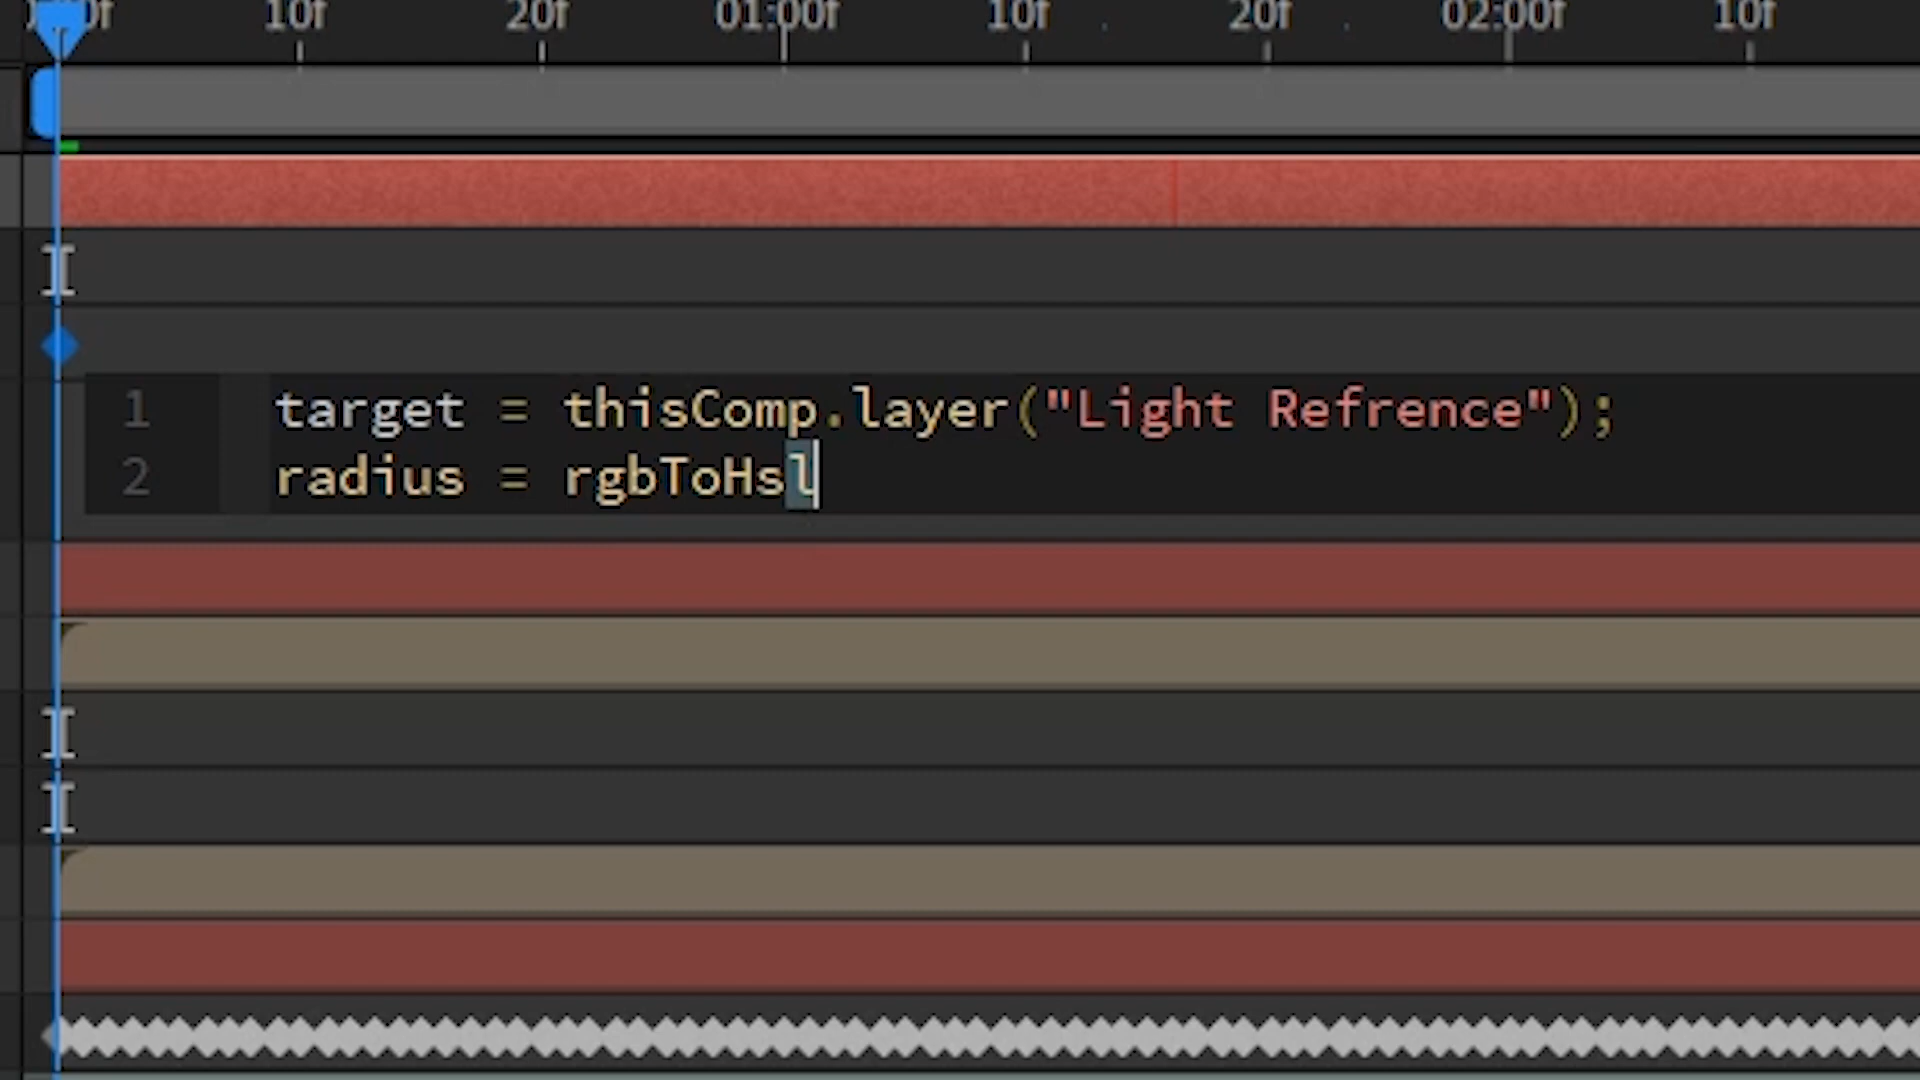 10f 20f 01:00f 10f 20f 02:00f 10f
1 target = thisComp.layer("Light Refrence");
2 radius = rgbToHsl